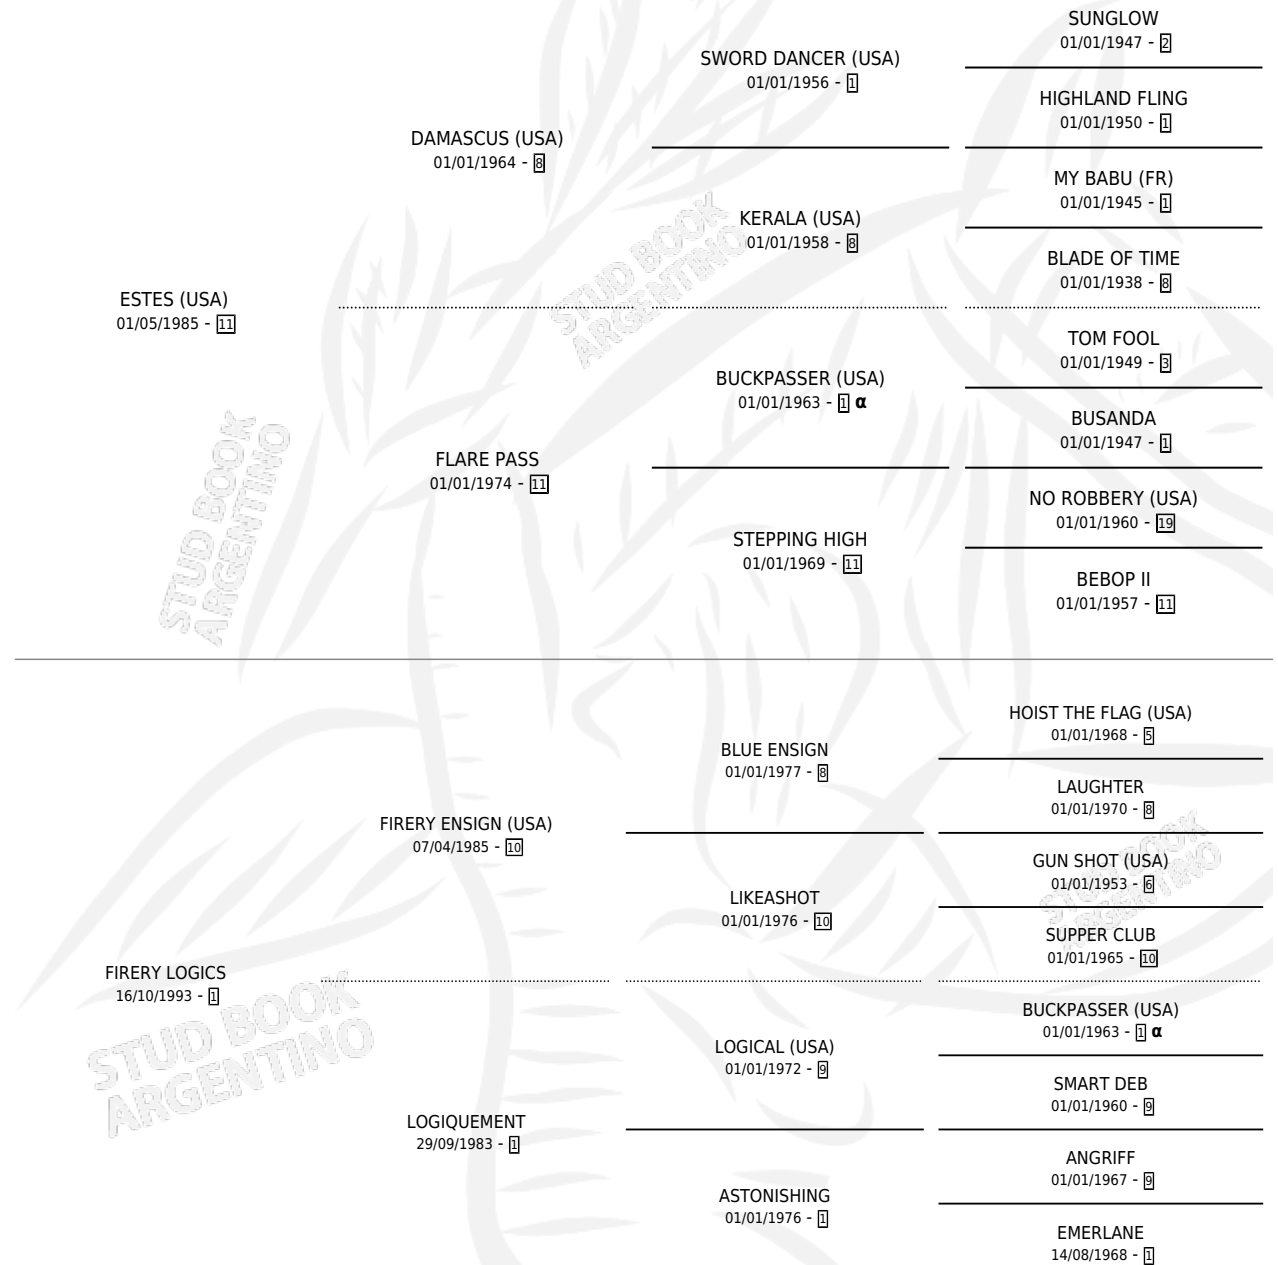 SUNGLOW
01/01/1947 - 2
SWORD DANCER (USA)
01/01/1956 - 1
HIGHLAND FLING
01/01/1950 - 1
DAMASCUS (USA)
01/01/1964 - 8
MY BABU (FR)
01/01/1945 - 1
KERALA (USA)
01/01/1958 - 8
BLADE OF TIME
01/01/1938 - 8
ESTES (USA)
01/05/1985 - 11
TOM FOOL
01/01/1949 - 3
BUCKPASSER (USA)
01/01/1963 - 1 α
BUSANDA
01/01/1947 - 1
FLARE PASS
01/01/1974 - 11
NO ROBBERY (USA)
01/01/1960 - 19
STEPPING HIGH
01/01/1969 - 11
BEBOP II
01/01/1957 - 11
HOIST THE FLAG (USA)
01/01/1968 - 5
BLUE ENSIGN
01/01/1977 - 8
LAUGHTER
01/01/1970 - 8
FIRERY ENSIGN (USA)
07/04/1985 - 10
GUN SHOT (USA)
01/01/1953 - 6
LIKEASHOT
01/01/1976 - 10
SUPPER CLUB
01/01/1965 - 10
FIRERY LOGICS
16/10/1993 - 1
BUCKPASSER (USA)
01/01/1963 - 1 α
LOGICAL (USA)
01/01/1972 - 9
SMART DEB
01/01/1960 - 9
LOGIQUEMENT
29/09/1983 - 1
ANGRIFF
01/01/1967 - 9
ASTONISHING
01/01/1976 - 1
EMERLANE
14/08/1968 - 1
STUD BOOK
ARGENTINO
STUD BOOK
ARGENTINO
STUD BOOK
ARGENTINO
STUD BOOK
ARGENTINO